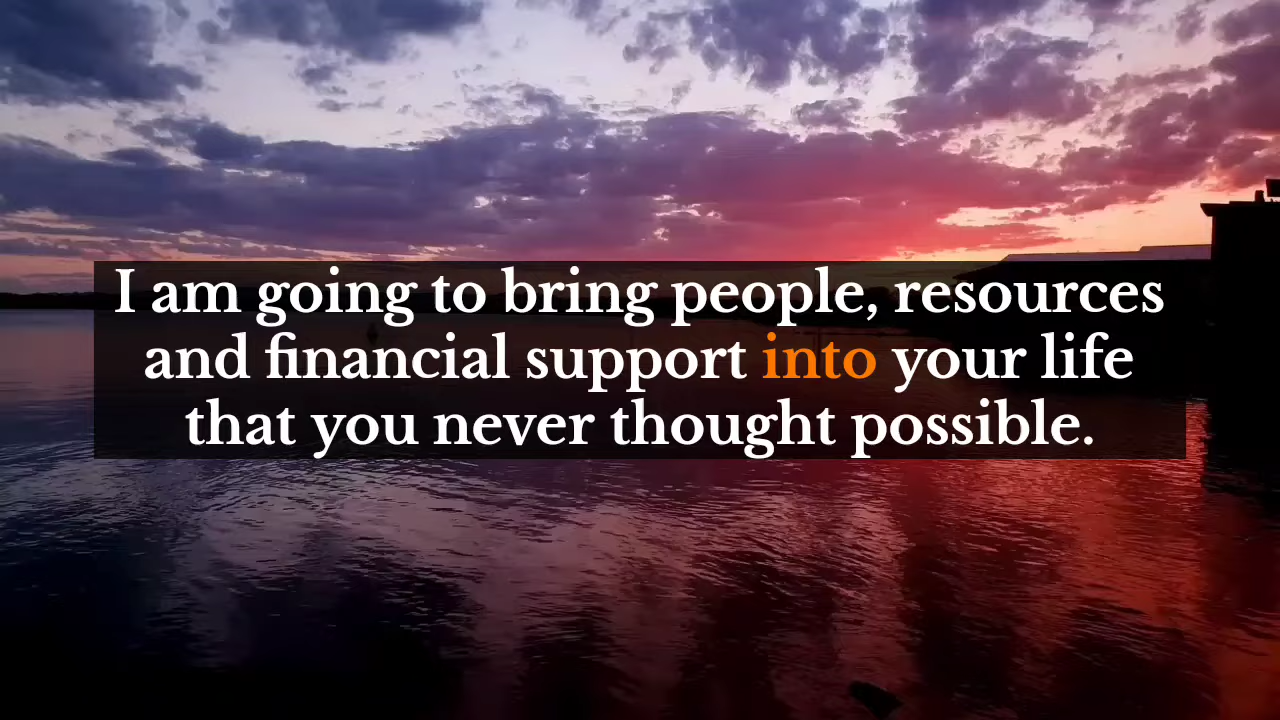 I am going to bring people, resources
and financial support into your life
that you never thought possible.